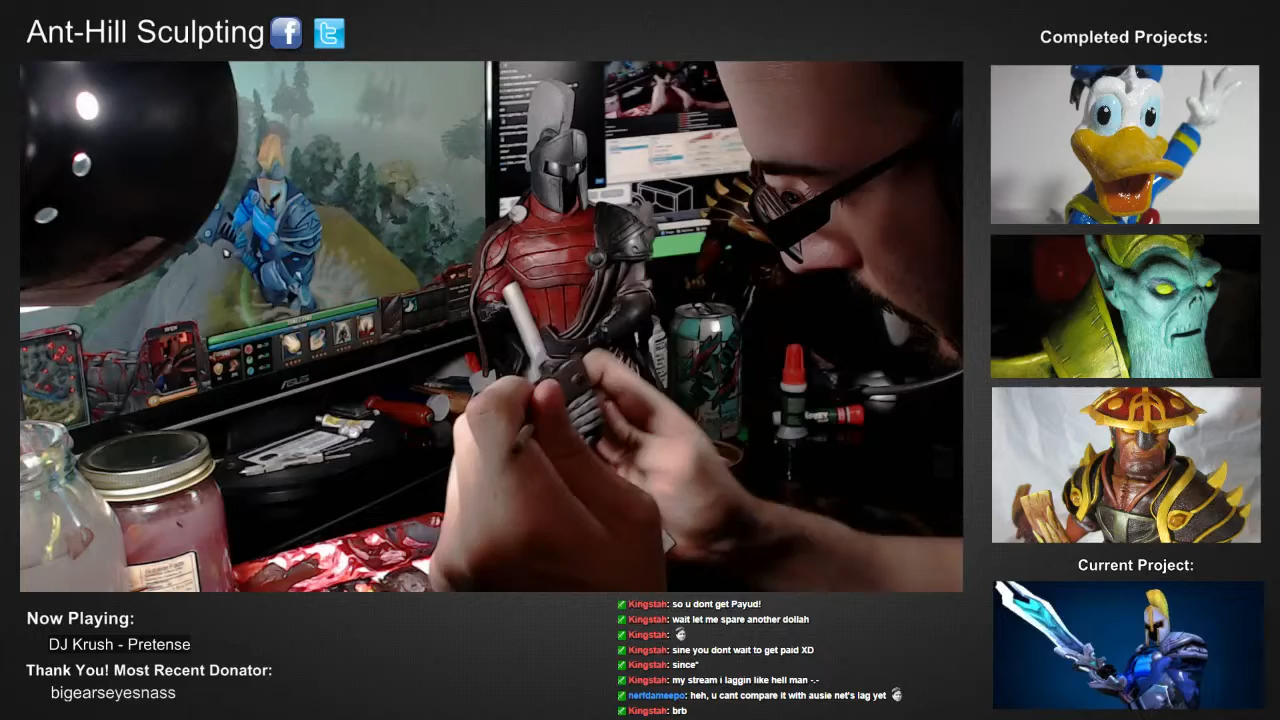 Ant-Hill Sculpting
Completed Projects:
ASUS
Current Project:
Now Playing:
DJ Krush - Pretense
Thank You! Most Recent Donator:
bigearseyesnass
Kingstah: so u dont get Payud!
Kingstah: wait let me spare another dollah
Kingstah:
Kingstah: sine you dont wait to get paid XD
Kingstah: since*
Kingstah: my stream i laggin like hell man -.-
nerfdameepo: heh, u cant compare it with ausie net's lag yet
Kingstah: brb